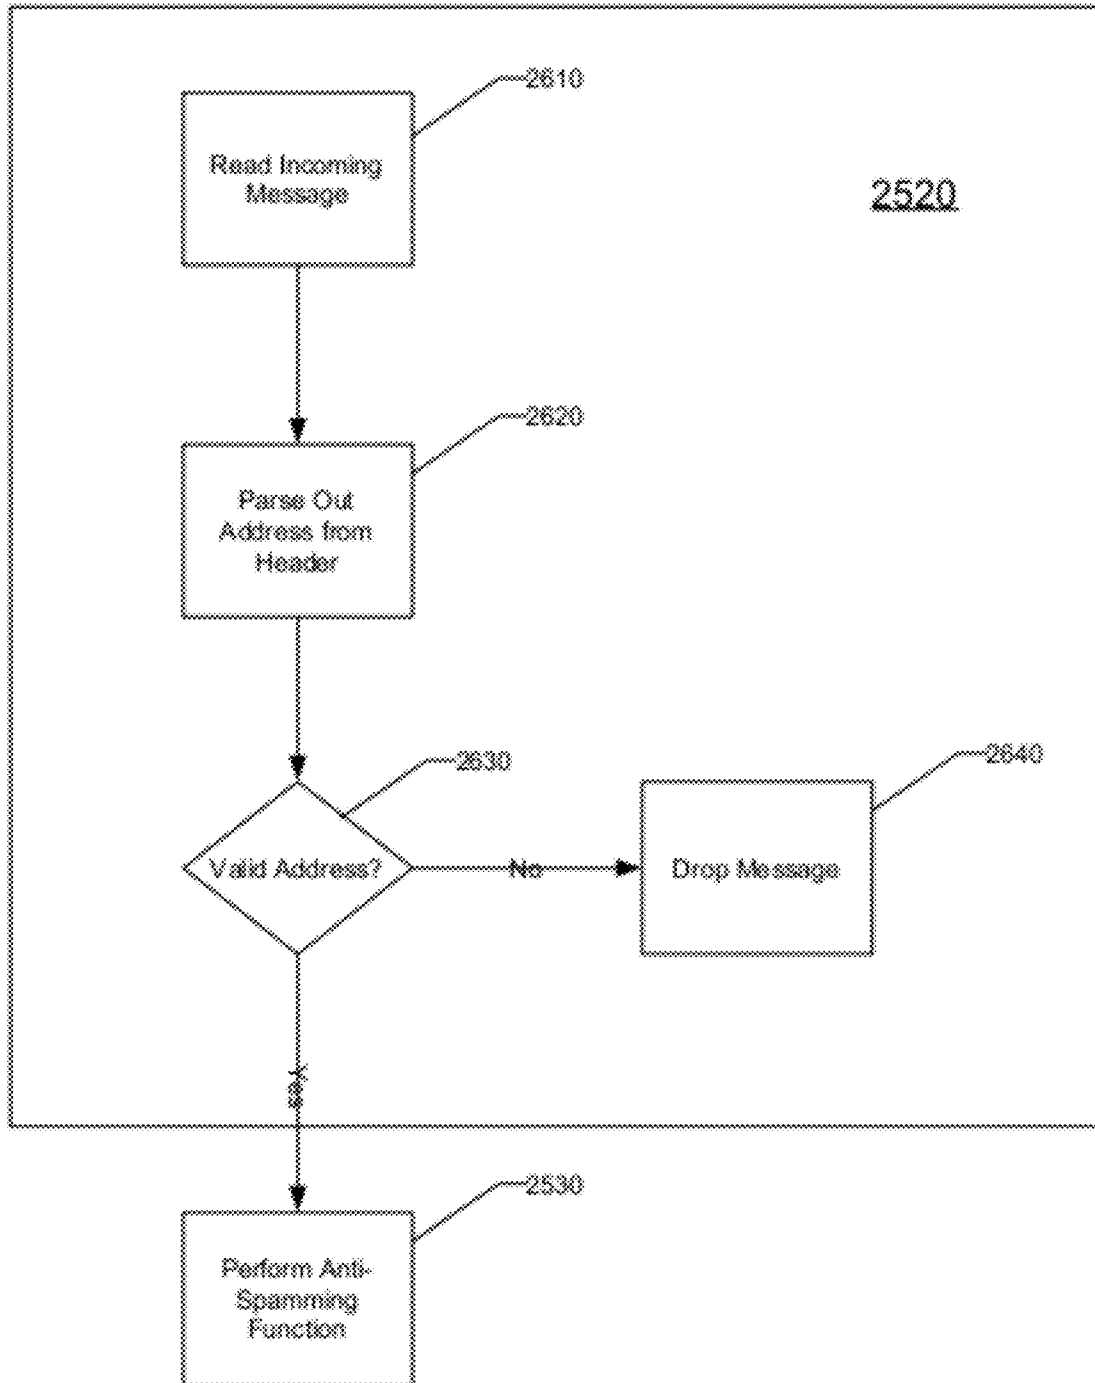 2610
Read Incoming
Message
2520
2620
Parse Out
Address from
Header
2630
Valid Address?
No
2640
Drop Message
Yes
2530
Perform Anti-
Spamming
Function